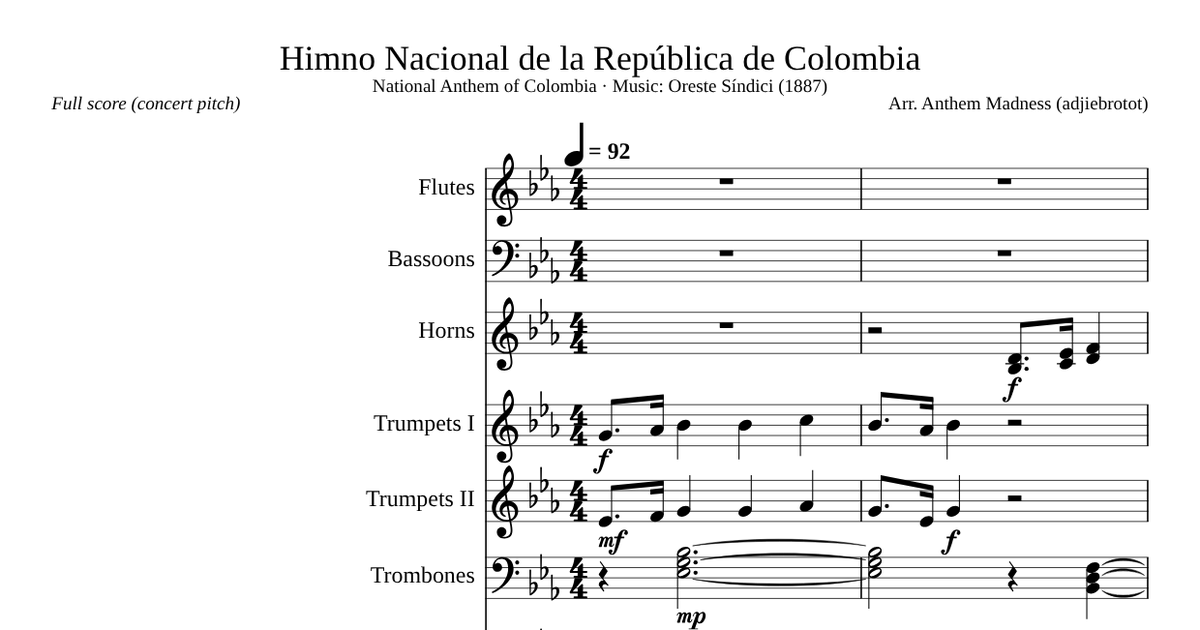 Himno Nacional de la República de Colombia
National Anthem of Colombia · Music: Oreste Síndici (1887)
Full score (concert pitch)
Arr. Anthem Madness (adjiebrotot)
= 92
Flutes
Bassoons
Horns
f
Trumpets I
f
Trumpets II
mf f
Trombones
mp